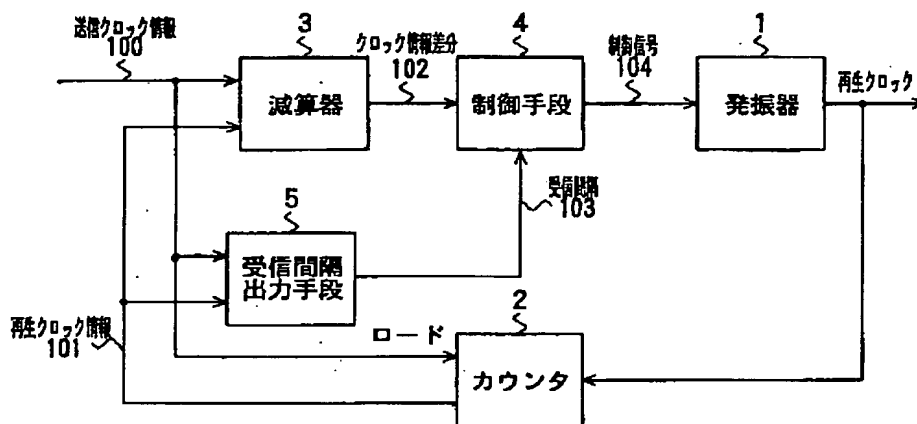 送信クロック情報
100
3
減算器
クロック情報差分
102
4
制御手段
制御信号
104
1
発振器
再生クロック
受信間隔
103
5
受信間隔
出力手段
再生クロック情報
101
ロード
2
カウンタ